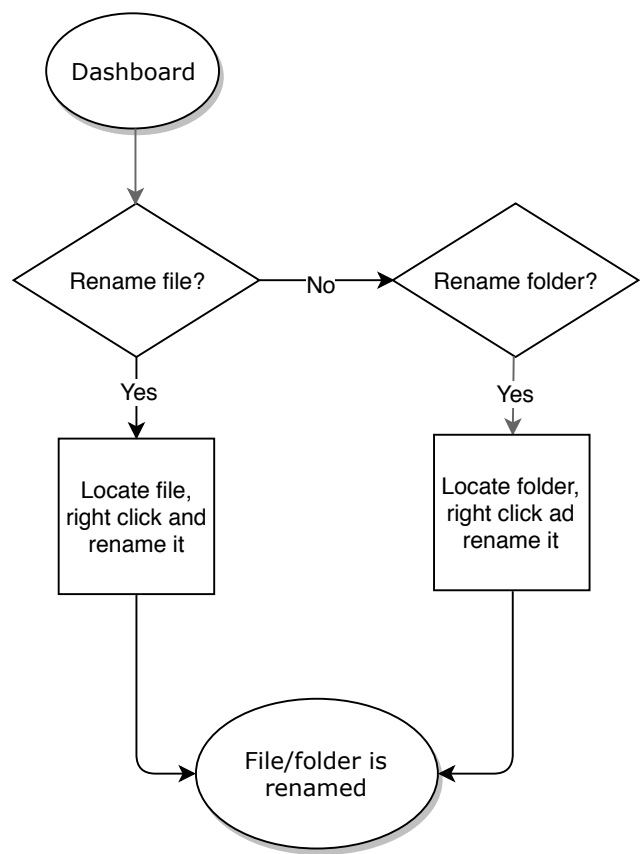 Dashboard
Rename file?
No
Rename folder?
Yes
Yes
Locate file,
right click and
rename it
Locate folder,
right click ad
rename it
File/folder is
renamed